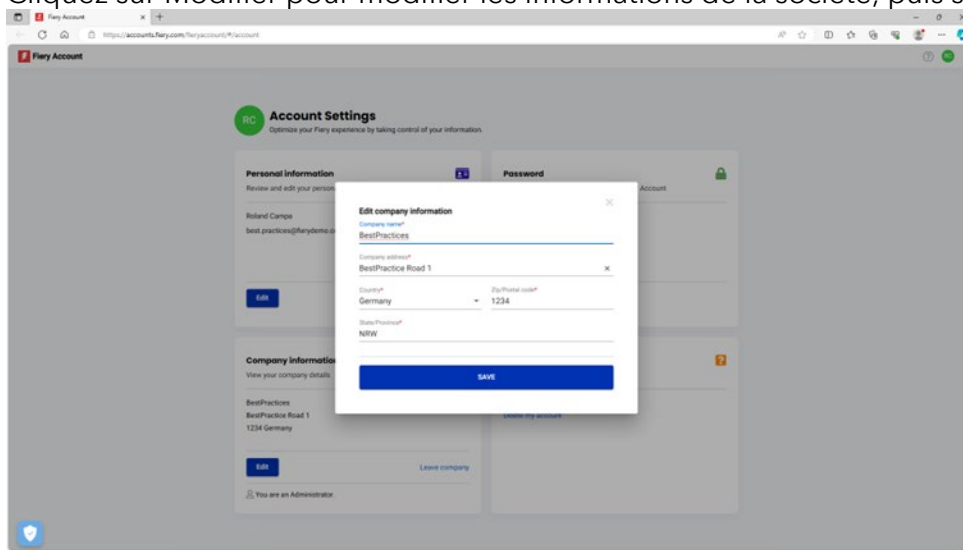 Cliquez sur Modifier pour modifier les informations de la société, puis s
Fiery Account
https://accounts.fiery.com/fieryaccount/#/account
Fiery Account
RC
RC
Account Settings
Optimize your Fiery experience by taking control of your information.
Personal information
Review and edit your person
Roland Campa
best.practices@fierydemo.c
Edit
Password
Account
Edit company information
Company name*
BestPractices
Company address*
BestPractice Road 1
Country*
Germany
Zip/Postal code*
1234
State/Province*
NRW
SAVE
Company information
View your company details
BestPractices
BestPractice Road 1
1234 Germany
Edit
Leave company
You are an Administrator.
Delete my account